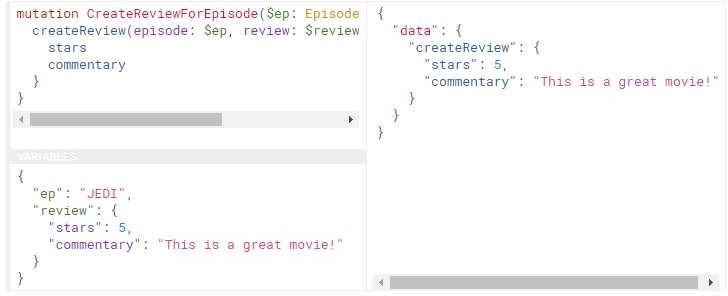 mutation CreateReviewForEpisode($ep: Episode
createReview(episode: $ep, review: $review
stars
commentary
}
}
VARIABLES
{
"ep": "JEDI",
"review": {
"stars": 5,
"commentary": "This is a great movie!"
}
}
{
"data": {
"createReview": {
"stars": 5,
"commentary": "This is a great movie!"
}
}
}